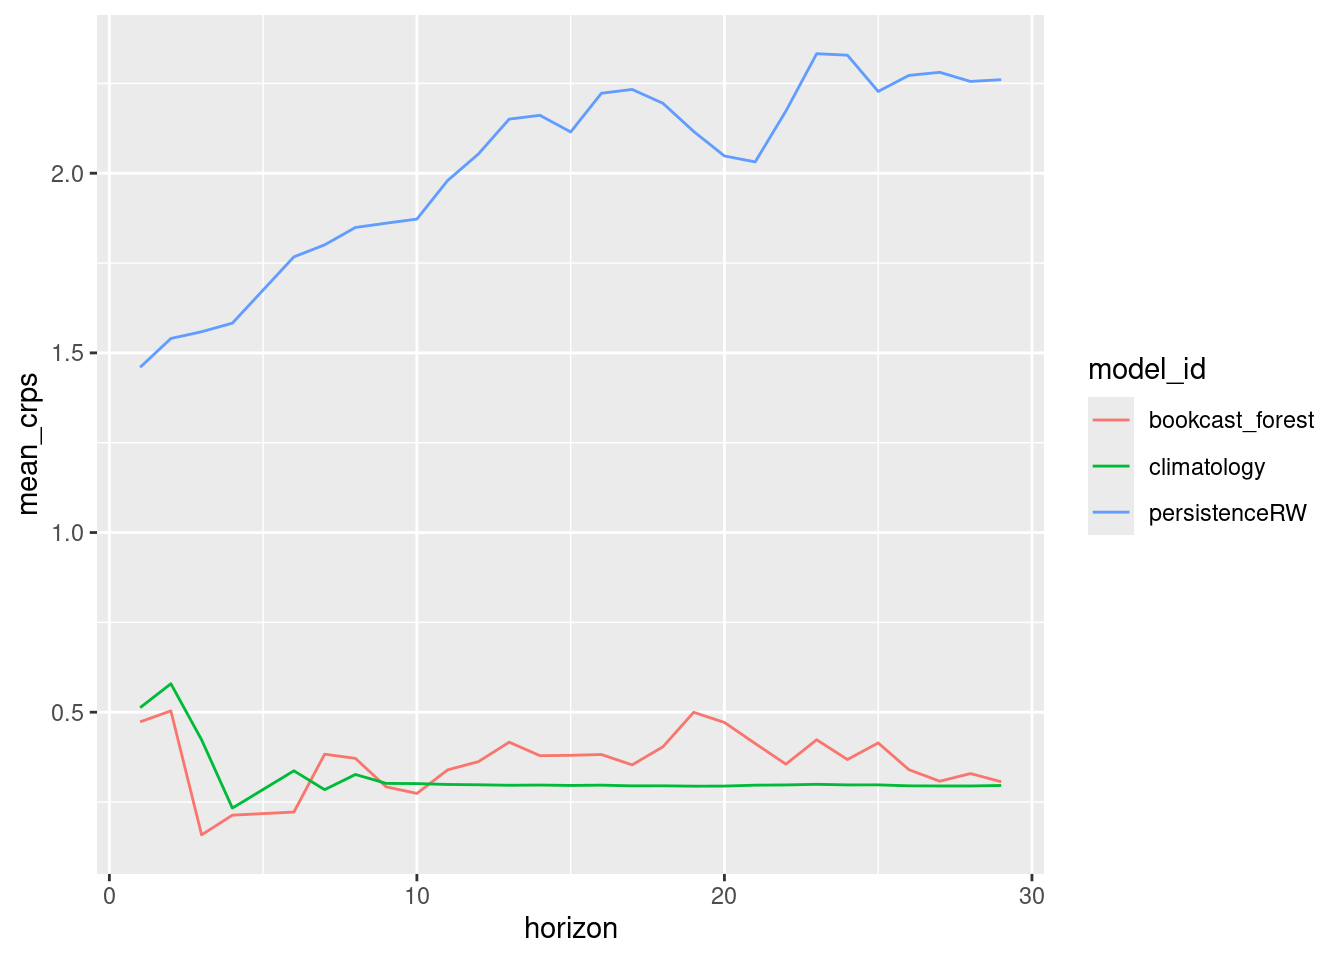 mean_crps
2.0
1.5
1.0
0.5
0
10
20
30
horizon
model_id
bookcast_forest
climatology
persistenceRW